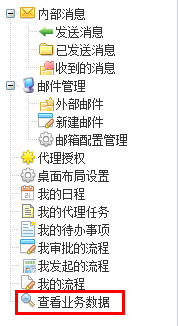 内部消息
发送消息
已发送消息
收到的消息
邮件管理
外部邮件
新建邮件
邮箱配置管理
代理授权
桌面布局设置
我的日程
我的代理任务
我的待办事项
我审批的流程
我发起的流程
我的流程
查看业务数据